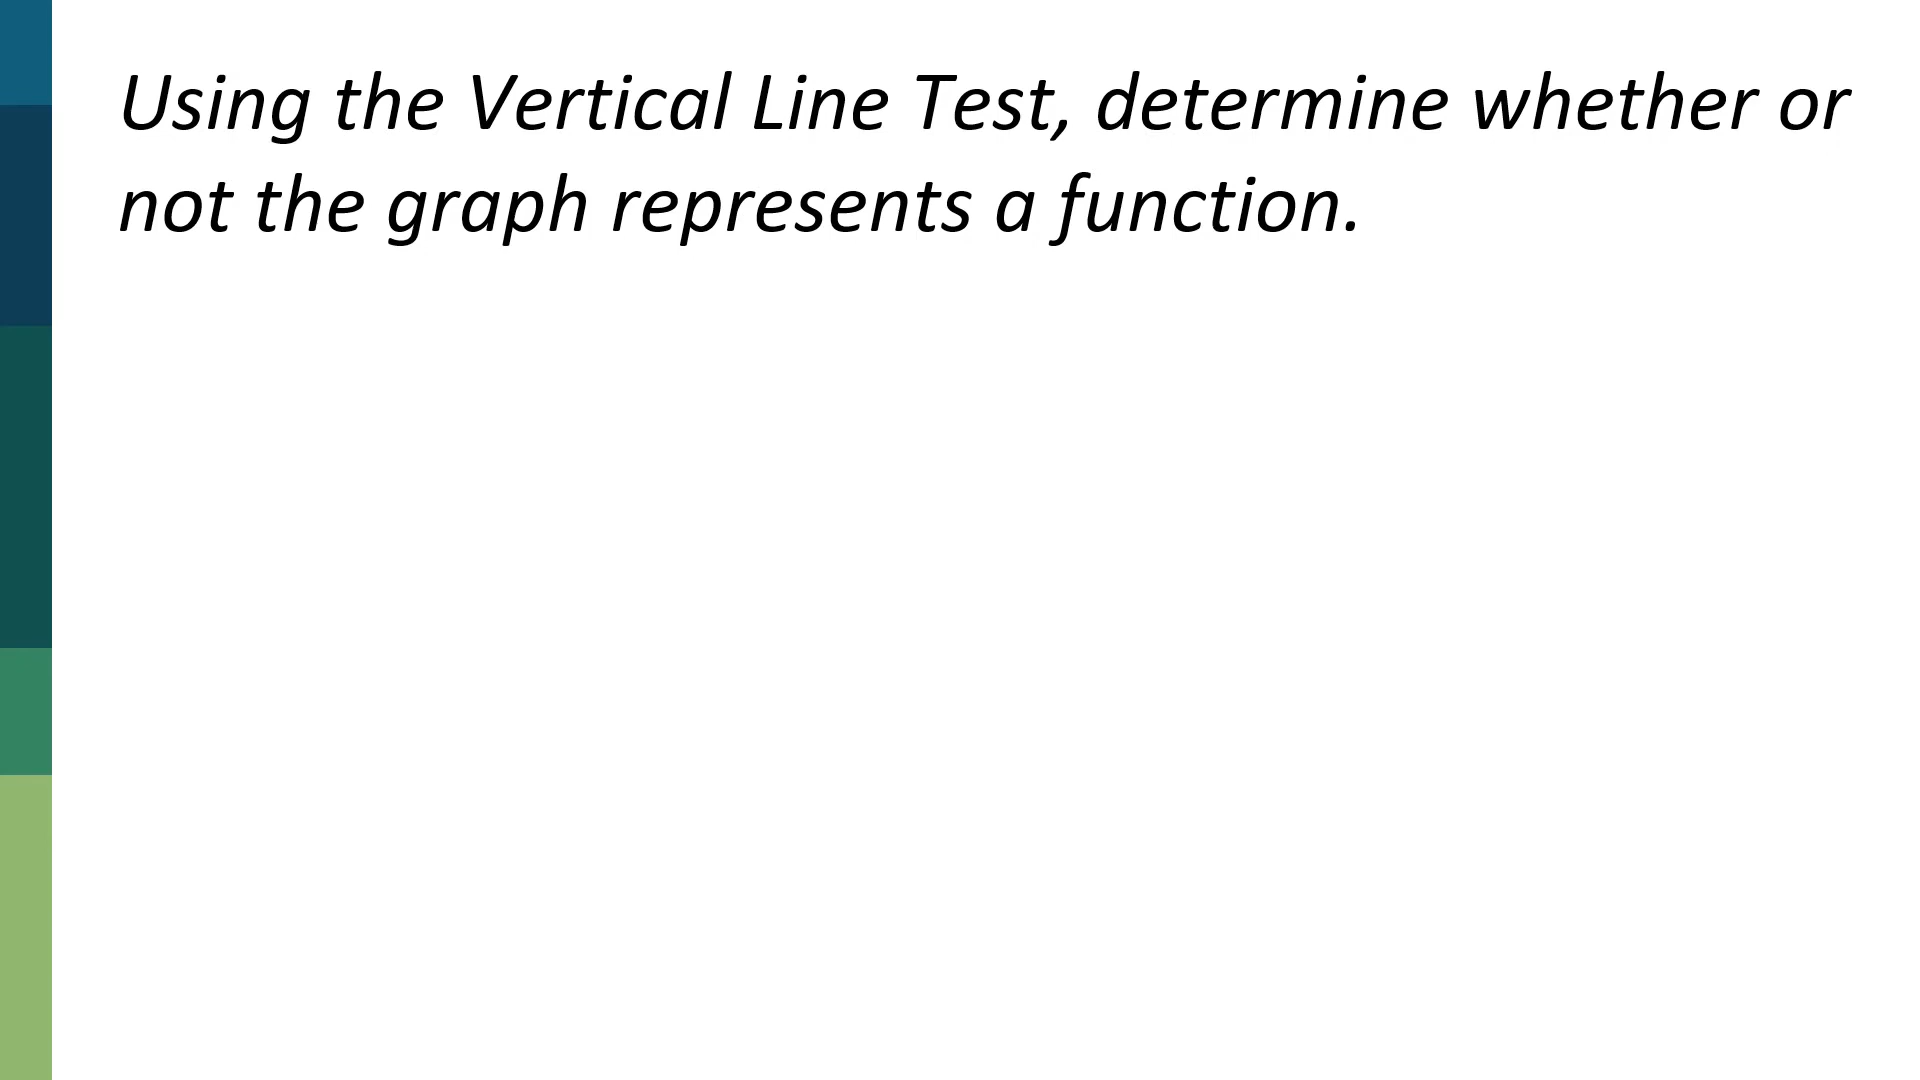 Using the Vertical Line Test, determine whether or
not the graph represents a function.